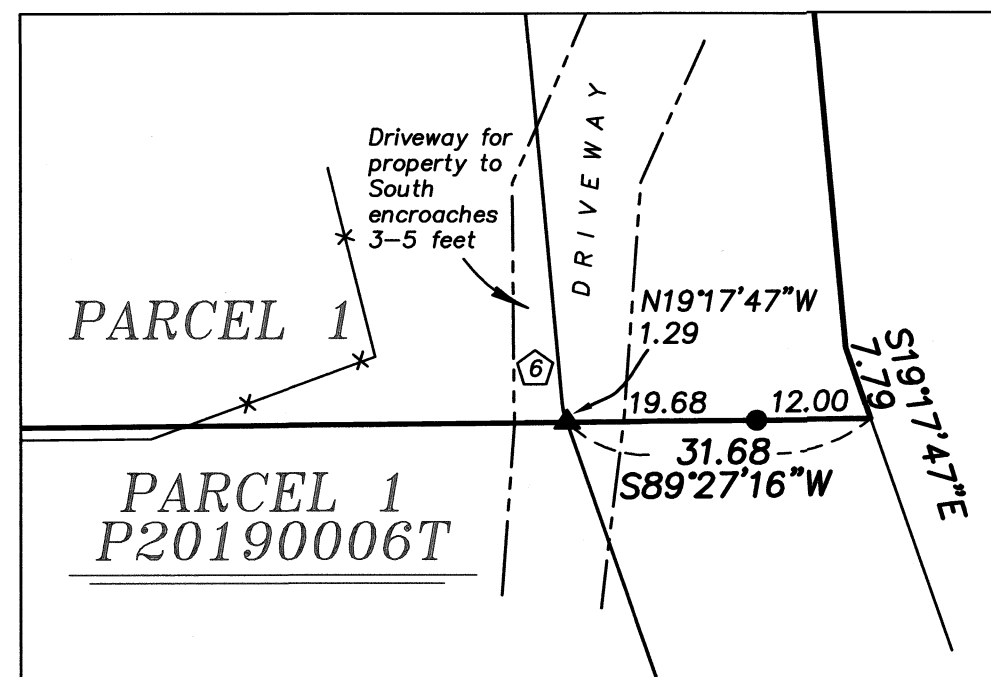 Driveway for
property to
South
encroaches
3-5 feet
DRIVEWAY
N19°17'47"W
1.29
PARCEL 1
6
19.68
12.00
7.79
S19°17'47"E
31.68
S89°27'16"W
PARCEL 1
P20190006T